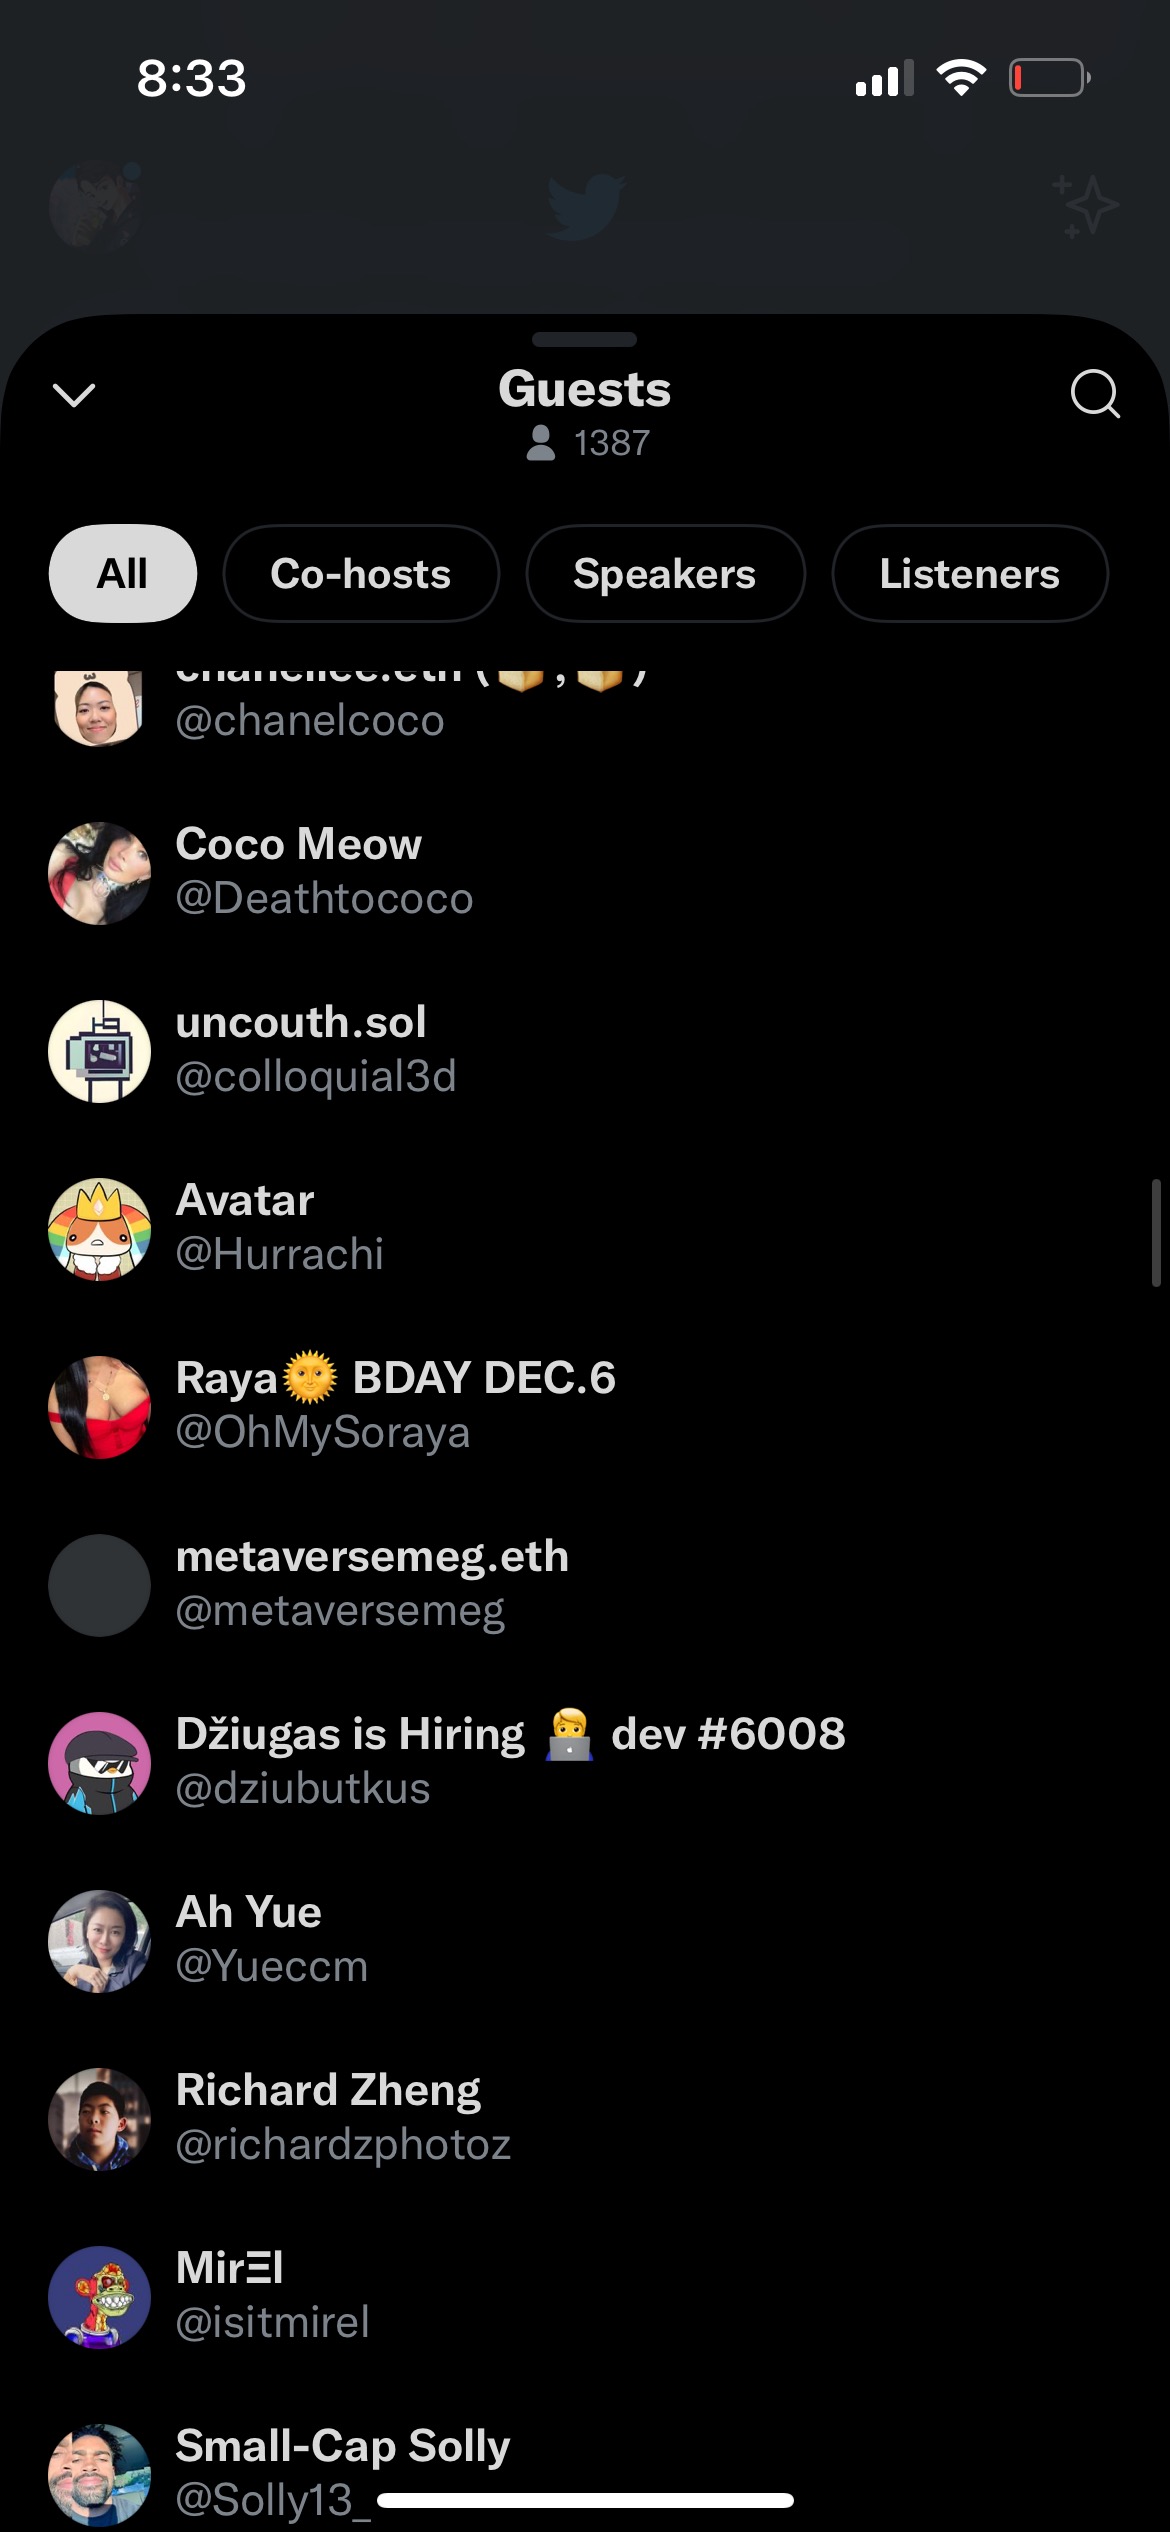 8:33
Guests
1387
All
Co-hosts
Speakers
Listeners
@chanelcoco
Coco Meow
@Deathtococo
uncouth.sol
@colloquial3d
Avatar
@Hurrachi
Raya🌞 BDAY DEC.6
@OhMySoraya
metaversemeg.eth
@metaversemeg
Džiugas is Hiring 🧑‍💻 dev #6008
@dziubutkus
Ah Yue
@Yueccm
Richard Zheng
@richardzphotoz
MirΞl
@isitmirel
Small-Cap Solly
@Solly13_